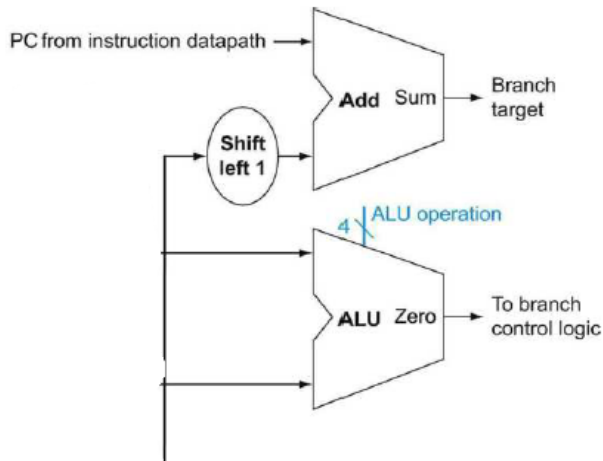 PC from instruction datapath
Add Sum
Branch
target
Shift
left 1
4 ALU operation
ALU Zero
To branch
control logic